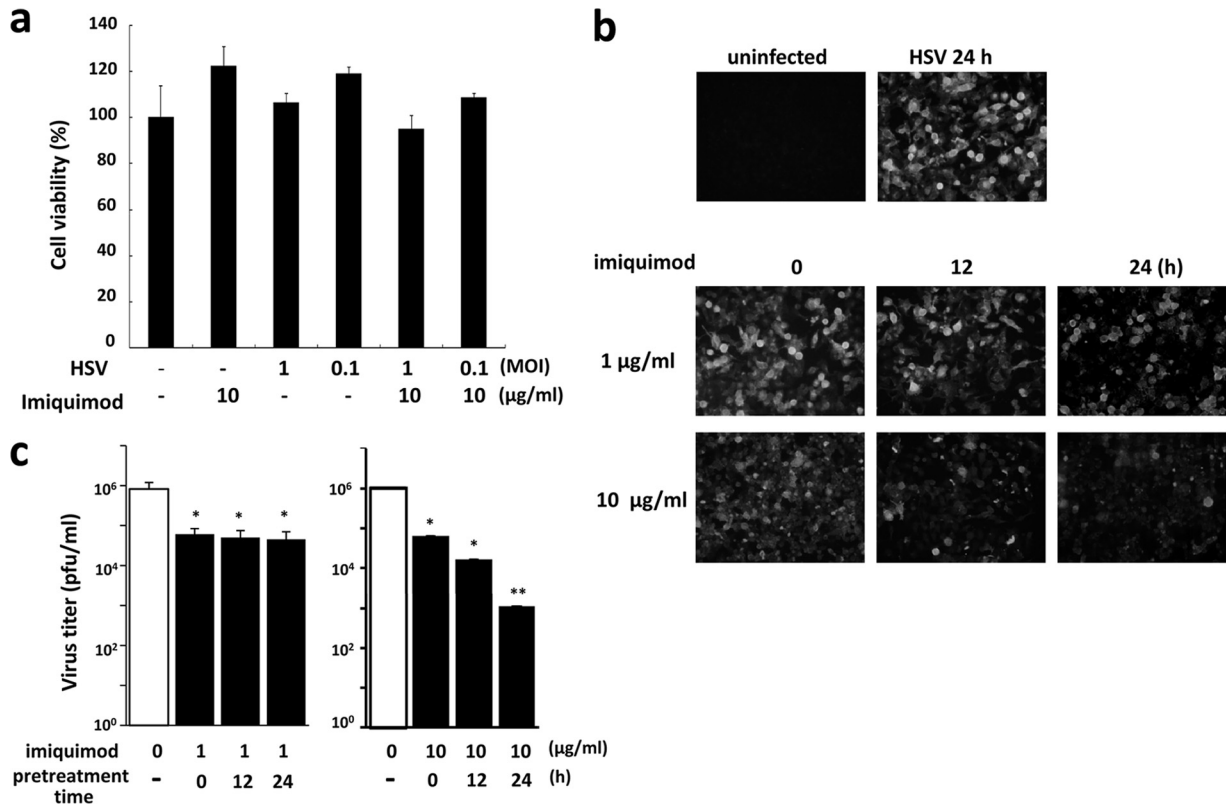 a
140
120
100
80
60
40
20
0
Cell viability (%)
HSV - - 1 0.1 1 0.1 (MOI)
Imiquimod - 10 - - 10 10 (μg/ml)
b
uninfected HSV 24 h
imiquimod 0 12 24 (h)
1 μg/ml
10 μg/ml
c
10⁶
10⁴
10²
10⁰
Virus titer (pfu/ml)
* * *
imiquimod 0 1 1 1
pretreatment time - 0 12 24
10⁶
10⁴
10²
10⁰
* * **
0 10 10 10 (μg/ml)
- 0 12 24 (h)